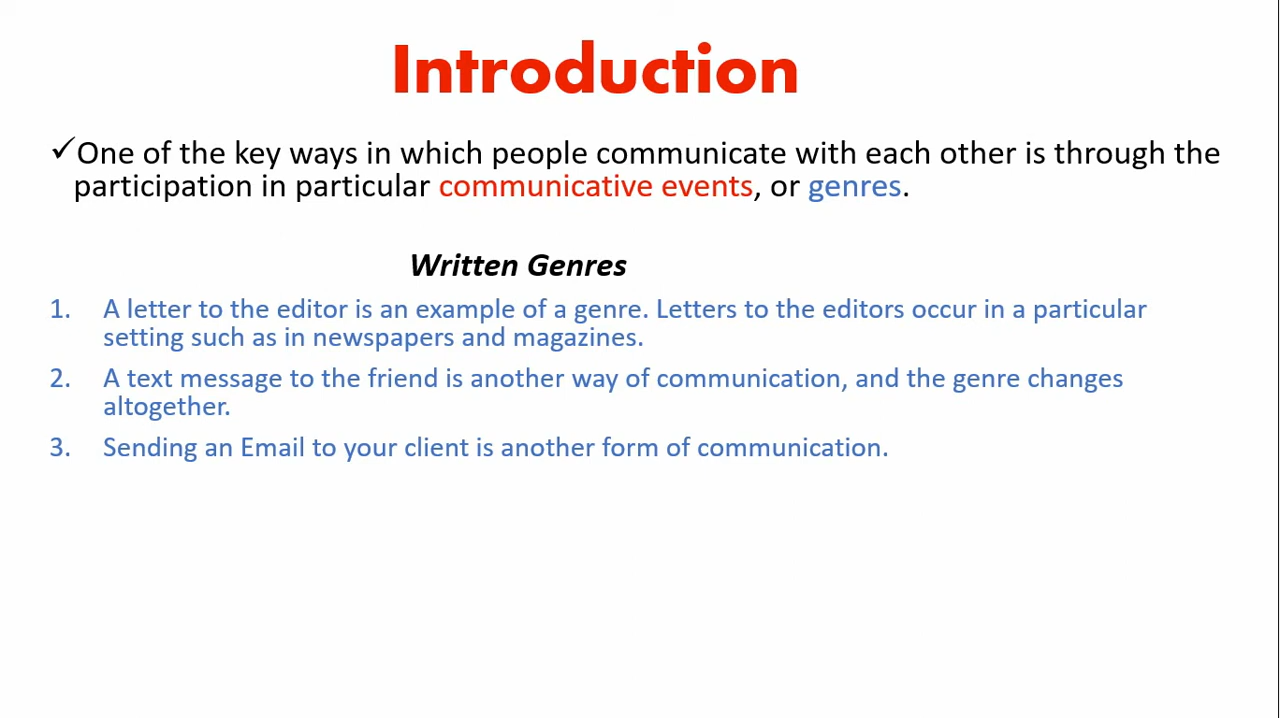 Introduction
✓One of the key ways in which people communicate with each other is through the
participation in particular communicative events, or genres.
Written Genres
1. A letter to the editor is an example of a genre. Letters to the editors occur in a particular
setting such as in newspapers and magazines.
2. A text message to the friend is another way of communication, and the genre changes
altogether.
3. Sending an Email to your client is another form of communication.